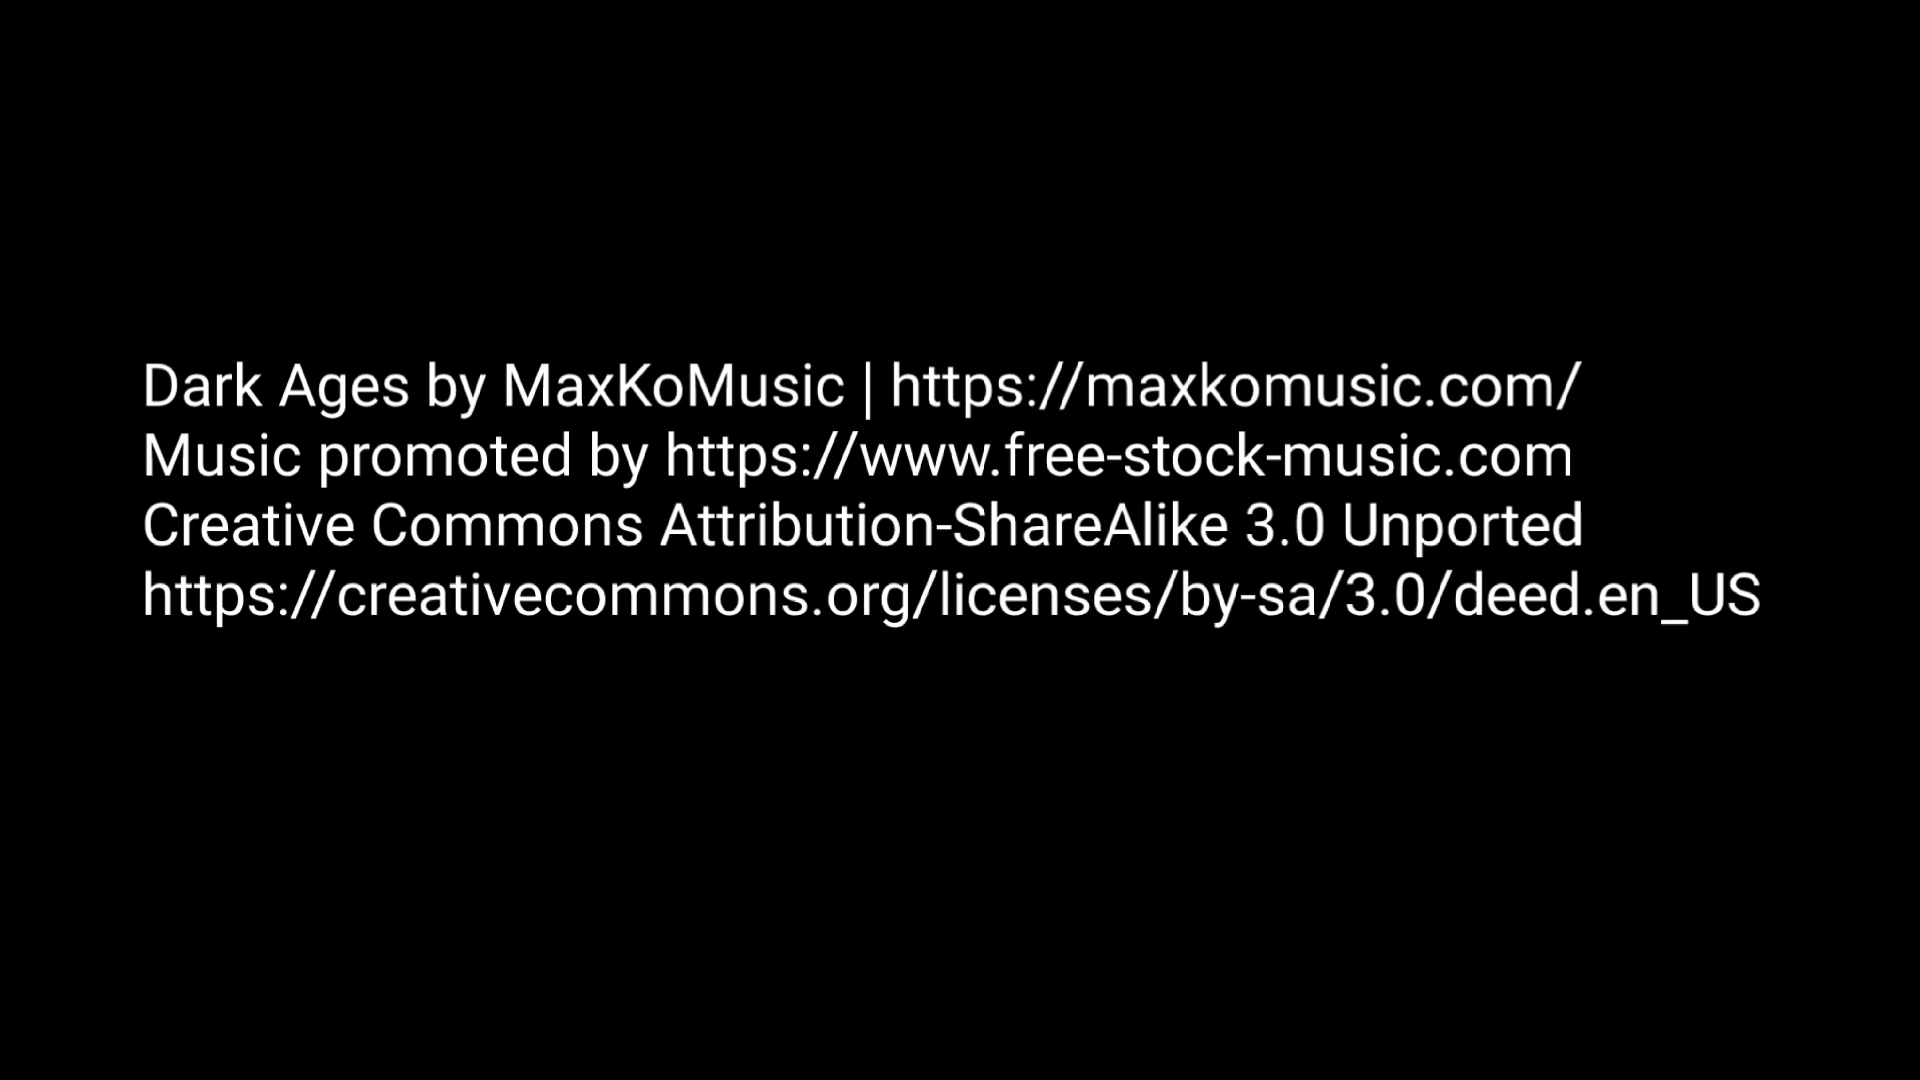 Dark Ages by MaxKoMusic | https://maxkomusic.com/
Music promoted by https://www.free-stock-music.com
Creative Commons Attribution-ShareAlike 3.0 Unported
https://creativecommons.org/licenses/by-sa/3.0/deed.en_US